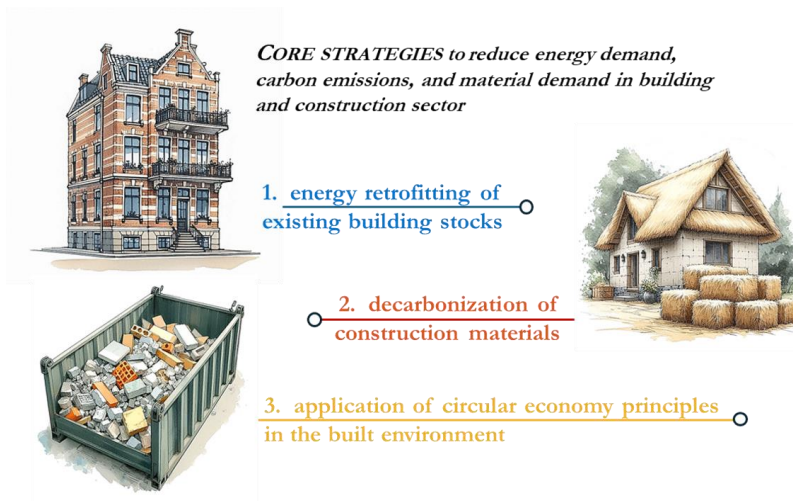 CORE STRATEGIES to reduce energy demand,
carbon emissions, and material demand in building
and construction sector
1. energy retrofitting of
existing building stocks
2. decarbonization of
construction materials
3. application of circular economy principles
in the built environment